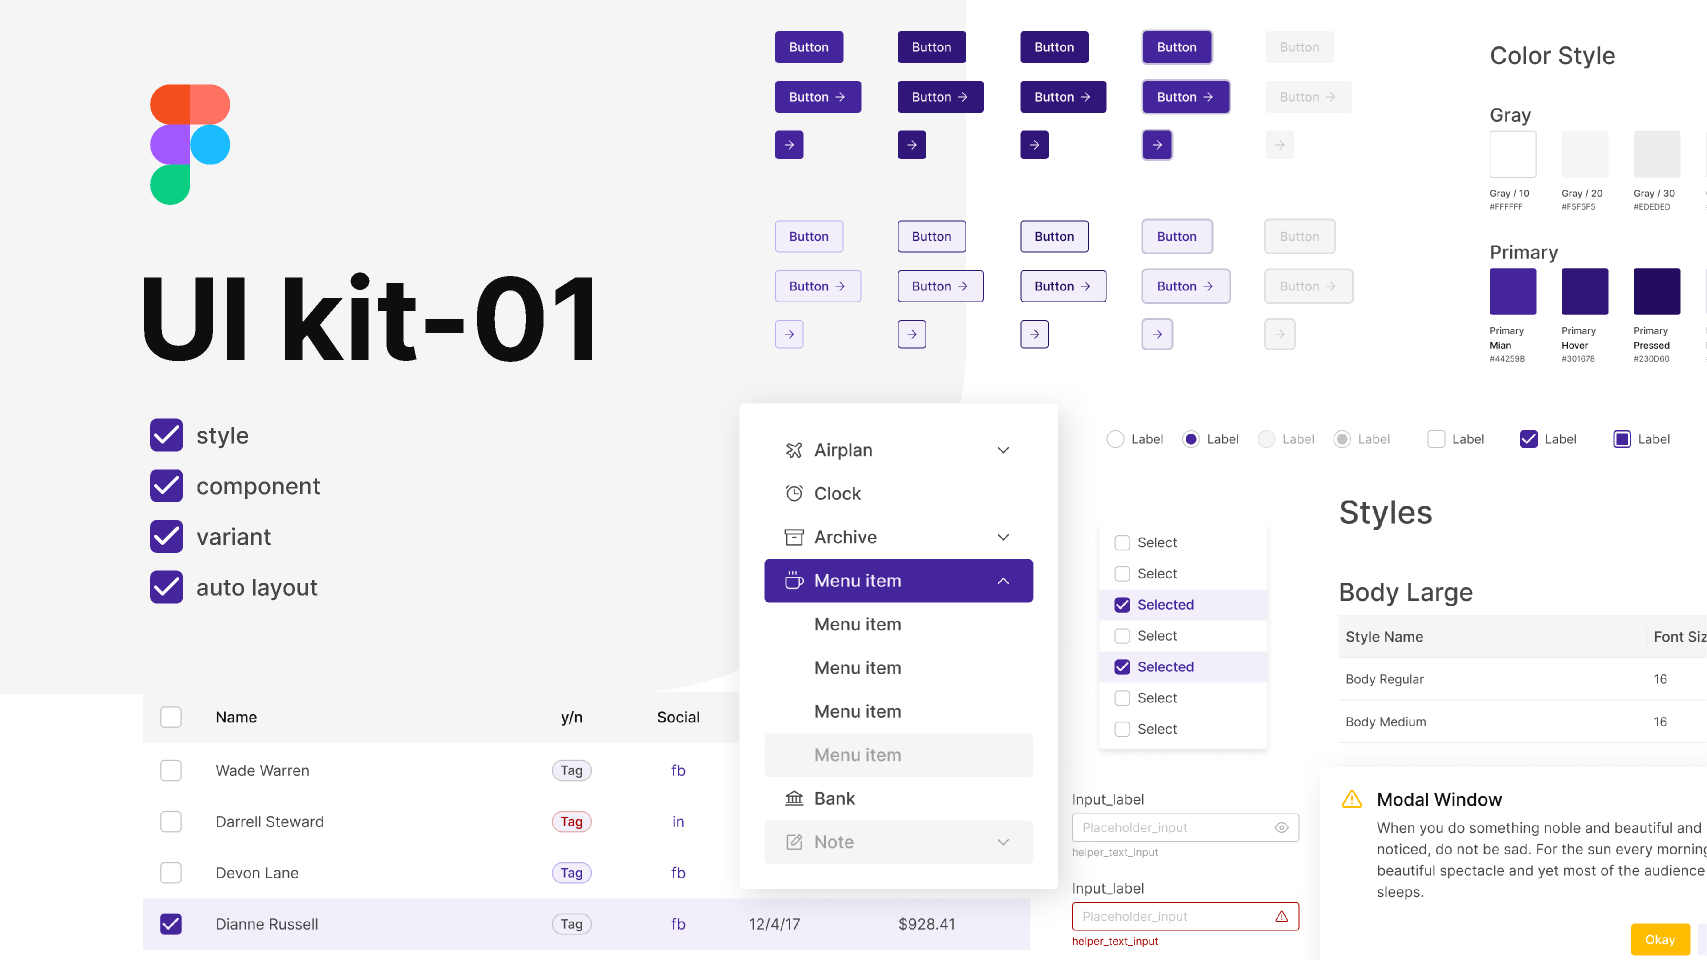 UI kit-01
style
component
variant
auto layout
Button Button Button Button Button
Button → Button → Button → Button → Button →
→ → → → →
Button Button Button Button Button
Button → Button → Button → Button → Button →
→ → → → →
Color Style
Gray
Gray / 10 Gray / 20 Gray / 30
#FFFFFF #F5F5F5 #EDEDED
Primary
Primary Primary Primary
Mian Hover Pressed
#44259B #301678 #230D60
Label Label Label Label Label Label Label
Airplan
Clock
Archive
Menu item
Menu item
Menu item
Menu item
Menu item
Bank
Note
Select
Select
Selected
Select
Selected
Select
Select
Styles
Body Large
Style Name Font Siz
Body Regular 16
Body Medium 16
Name y/n Social
Wade Warren Tag fb
Darrell Steward Tag in
Devon Lane Tag fb
Dianne Russell Tag fb 12/4/17 $928.41
Input_label
Placeholder_input
helper_text_input
Input_label
Placeholder_input
helper_text_input
Modal Window
When you do something noble and beautiful and
noticed, do not be sad. For the sun every morning
beautiful spectacle and yet most of the audience
sleeps.
Okay